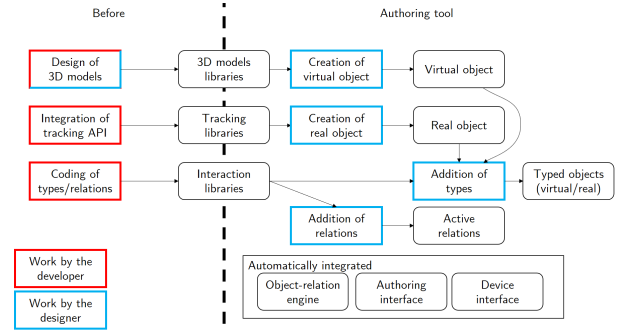 Before
Authoring tool
Design of
3D models
3D models
libraries
Creation of
virtual object
Virtual object
Integration of
tracking API
Tracking
libraries
Creation of
real object
Real object
Coding of
types/relations
Interaction
libraries
Addition of
types
Typed objects
(virtual/real)
Addition of
relations
Active
relations
Work by the
developer
Work by the
designer
Automatically integrated
Object-relation
engine
Authoring
interface
Device
interface